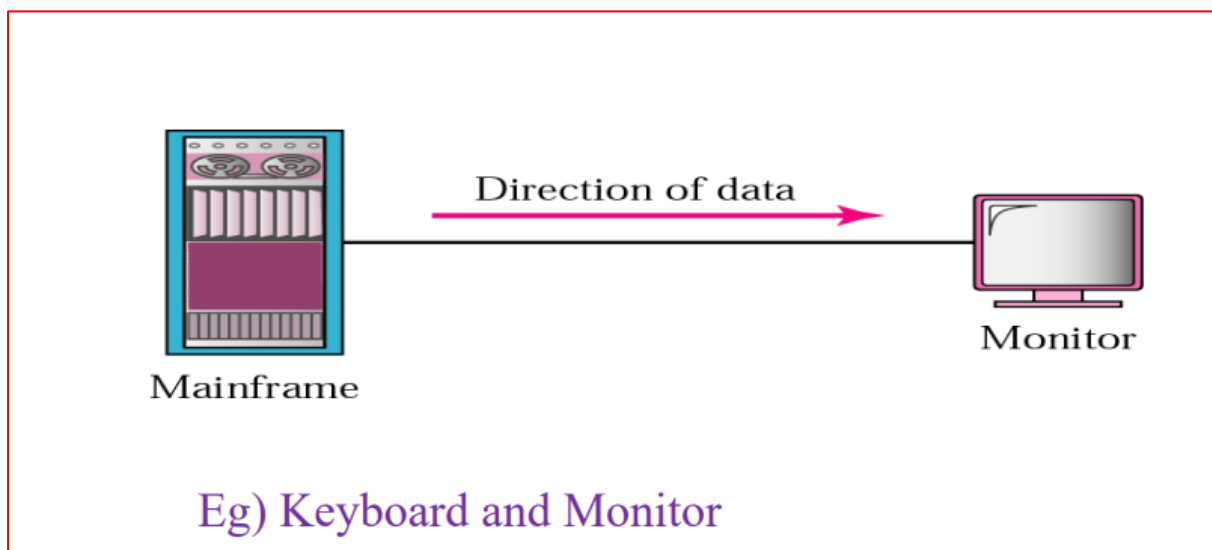 Direction of data
Monitor
Mainframe
Eg) Keyboard and Monitor